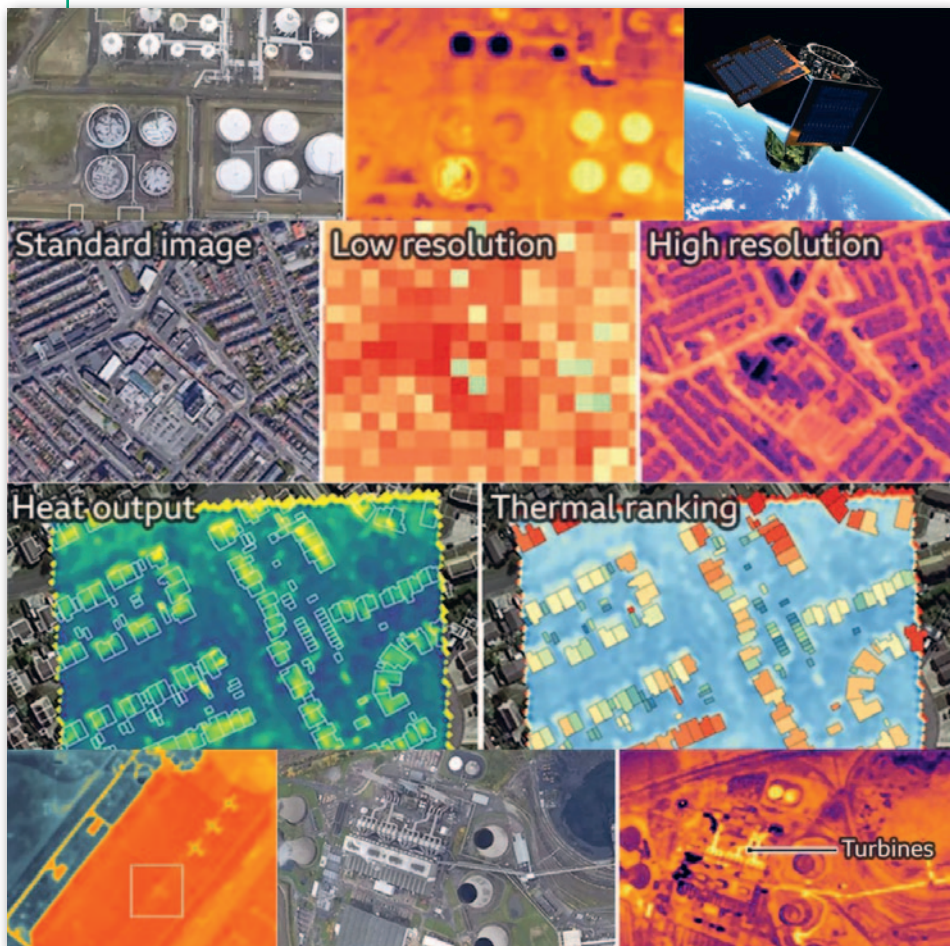 Standard image
Low resolution
High resolution
Heat output
Thermal ranking
Turbines